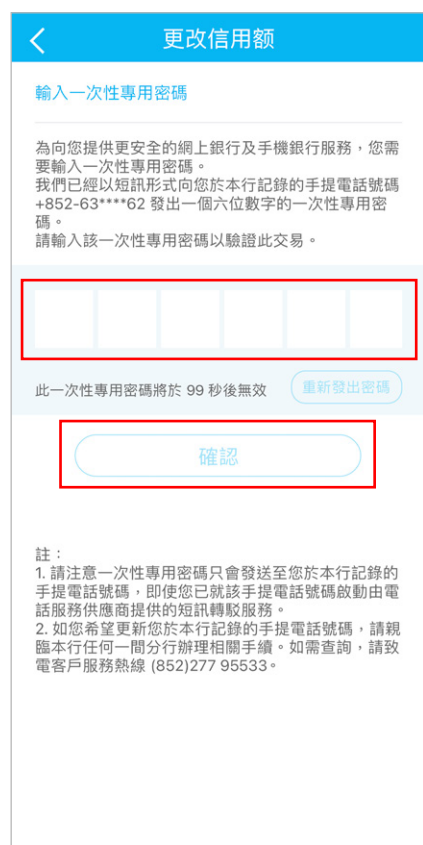 更改信用额
輸入一次性專用密碼
為向您提供更安全的網上銀行及手機銀行服務，您需
要輸入一次性專用密碼。
我們已經以短訊形式向您於本行記錄的手提電話號碼
+852-63****62 發出一個六位數字的一次性專用密
碼。
請輸入該一次性專用密碼以驗證此交易。
此一次性專用密碼將於 99 秒後無效
重新發出密碼
確認
註：
1. 請注意一次性專用密碼只會發送至您於本行記錄的
手提電話號碼，即使您已就該手提電話號碼啟動由電
話服務供應商提供的短訊轉駁服務。
2. 如您希望更新您於本行記錄的手提電話號碼，請親
臨本行任何一間分行辦理相關手續。如需查詢，請致
電客戶服務熱線 (852)277 95533。